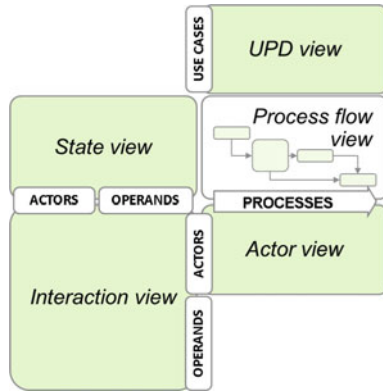 USE CASES
UPD view
State view
Process flow
view
ACTORS
OPERANDS
PROCESSES
Interaction view
ACTORS
Actor view
OPERANDS